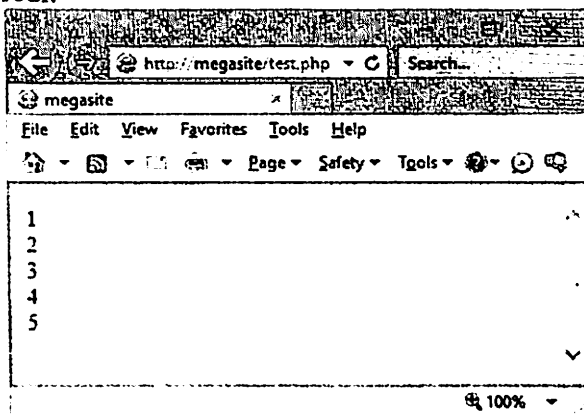 http://megasite/test.php Search...
megasite
File Edit View Favorites Tools Help
Page Safety Tools
1
2
3
4
5
100%